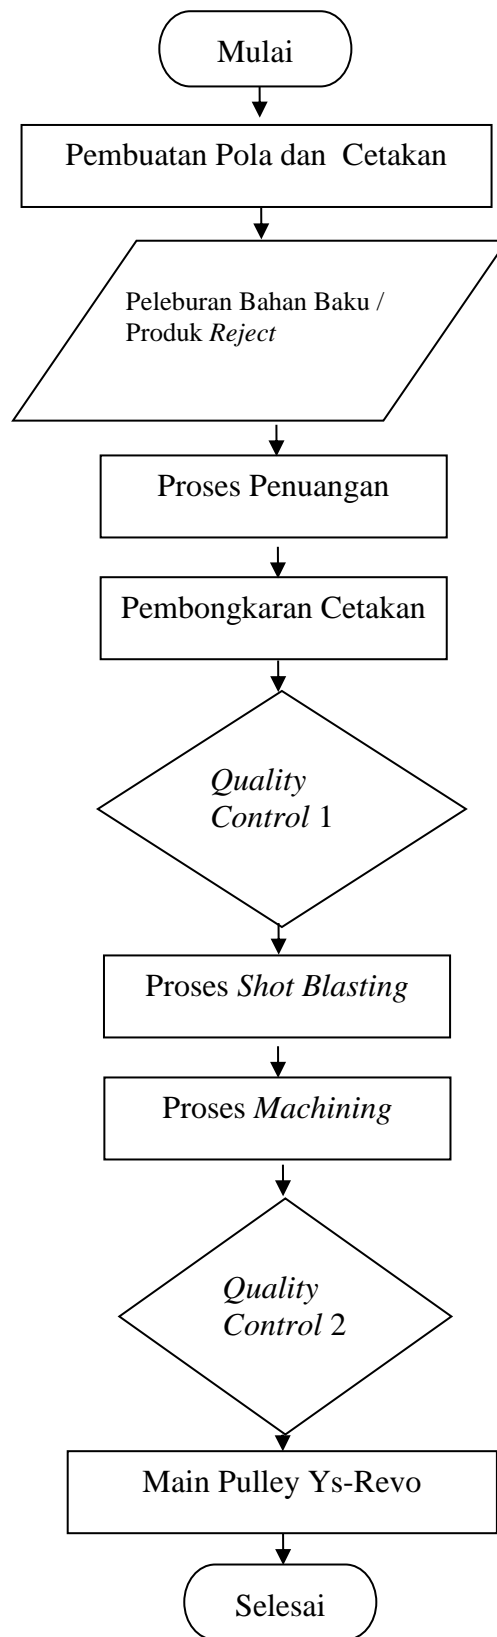 Mulai
Pembuatan Pola dan Cetakan
Peleburan Bahan Baku /
Produk Reject
Proses Penuangan
Pembongkaran Cetakan
Quality
Control 1
Proses Shot Blasting
Proses Machining
Quality
Control 2
Main Pulley Ys-Revo
Selesai